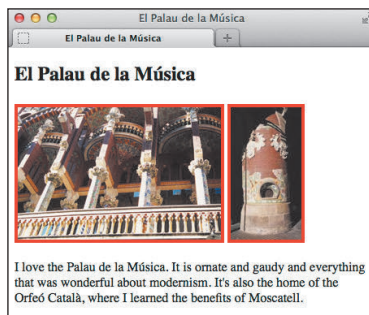 El Palau de la Música
El Palau de la Música
El Palau de la Música
I love the Palau de la Música. It is ornate and gaudy and everything
that was wonderful about modernism. It's also the home of the
Orfeó Català, where I learned the benefits of Moscatell.